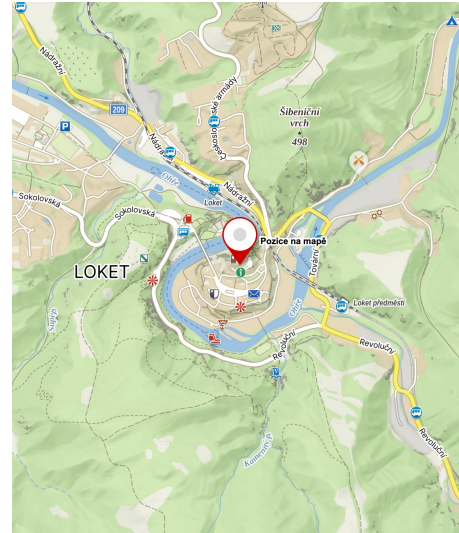 Nádražní
209
Nádražní
Československé armády
Šibeniční
vrch
498
Ohře
Nádražní
Loket
Sokolovská
Sokolovská
Pozice na mapě
Tovární
LOKET
Loket předměstí
Ohře
Revoluční
Revoluční
Revoluční
Kamenitý p.